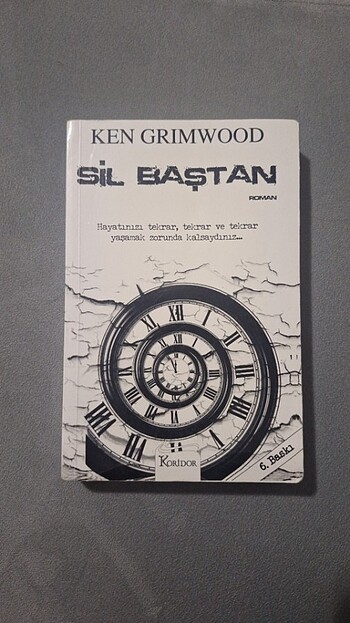 KEN GRIMWOOD
SİL BAŞTAN
ROMAN
Hayatınızı tekrar, tekrar ve tekrar
yaşamak zorunda kalsaydınız...
KORİDOR
6. Baskı